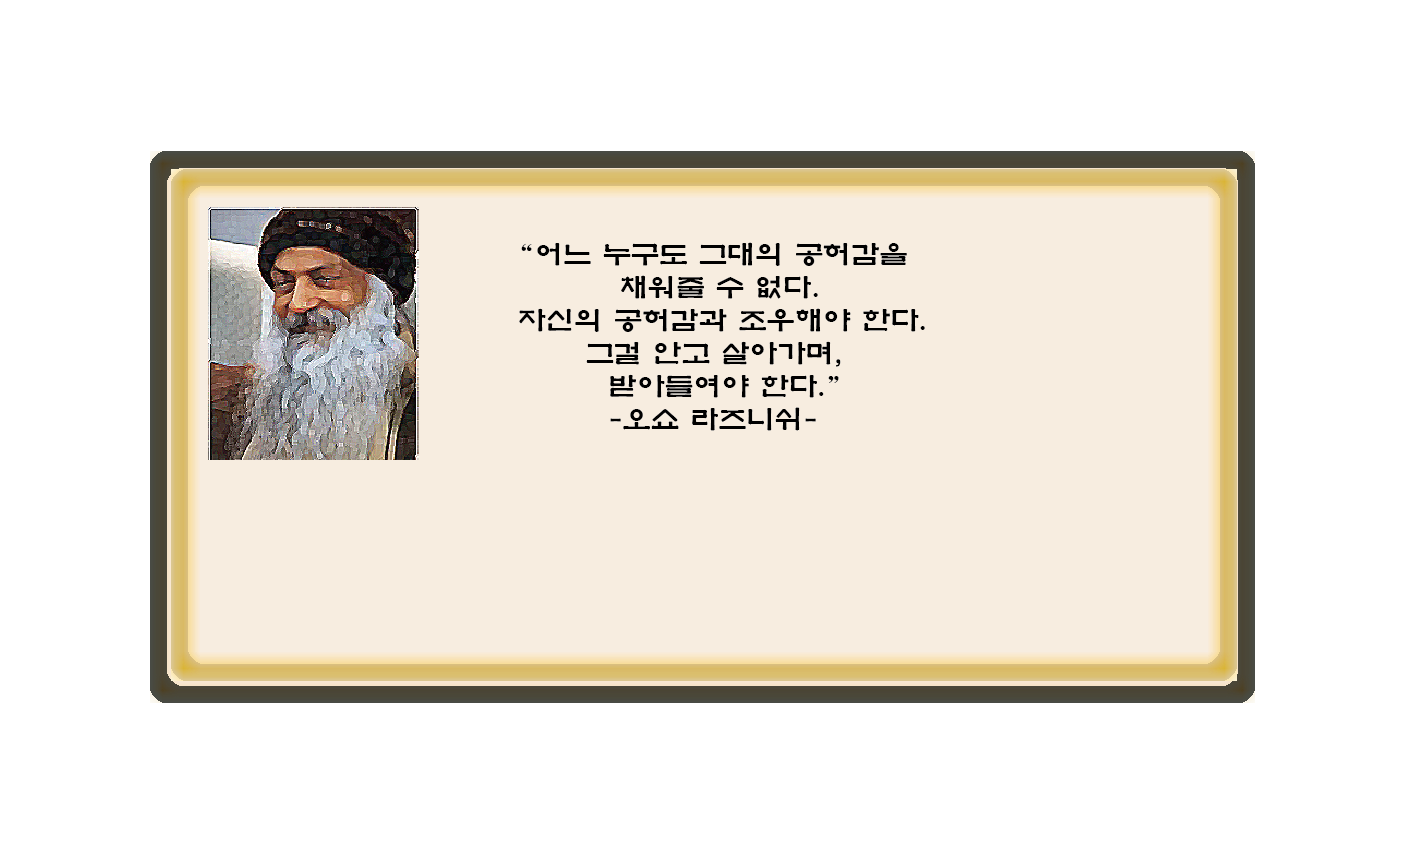 “어느 누구도 그대의 공허감을
채워줄 수 없다.
자신의 공허감과 조우해야 한다.
그걸 안고 살아가며,
받아들여야 한다.”
-오쇼 라즈니쉬-